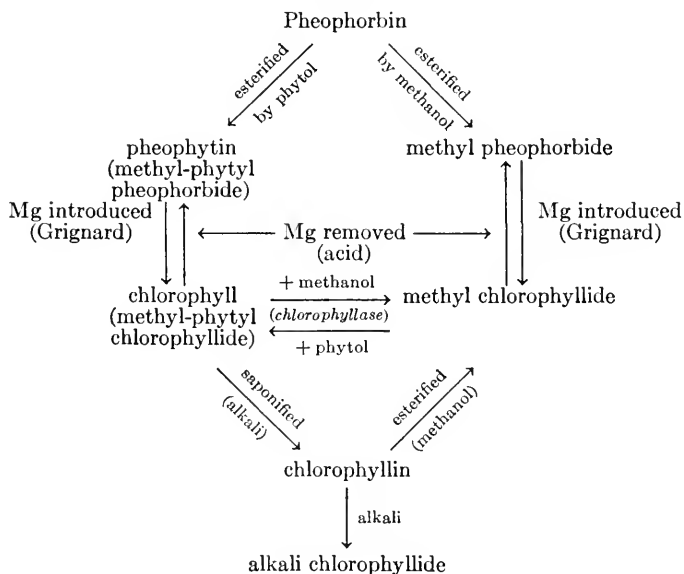 Pheophorbin
esterified
by phytol
esterified
by methanol
pheophytin
(methyl-phytyl
pheophorbide)
methyl pheophorbide
Mg introduced
(Grignard)
Mg removed
(acid)
Mg introduced
(Grignard)
chlorophyll
(methyl-phytyl
chlorophyllide)
+ methanol
(chlorophyllase)
+ phytol
methyl chlorophyllide
saponified
(alkali)
esterified
(methanol)
chlorophyllin
alkali
alkali chlorophyllide